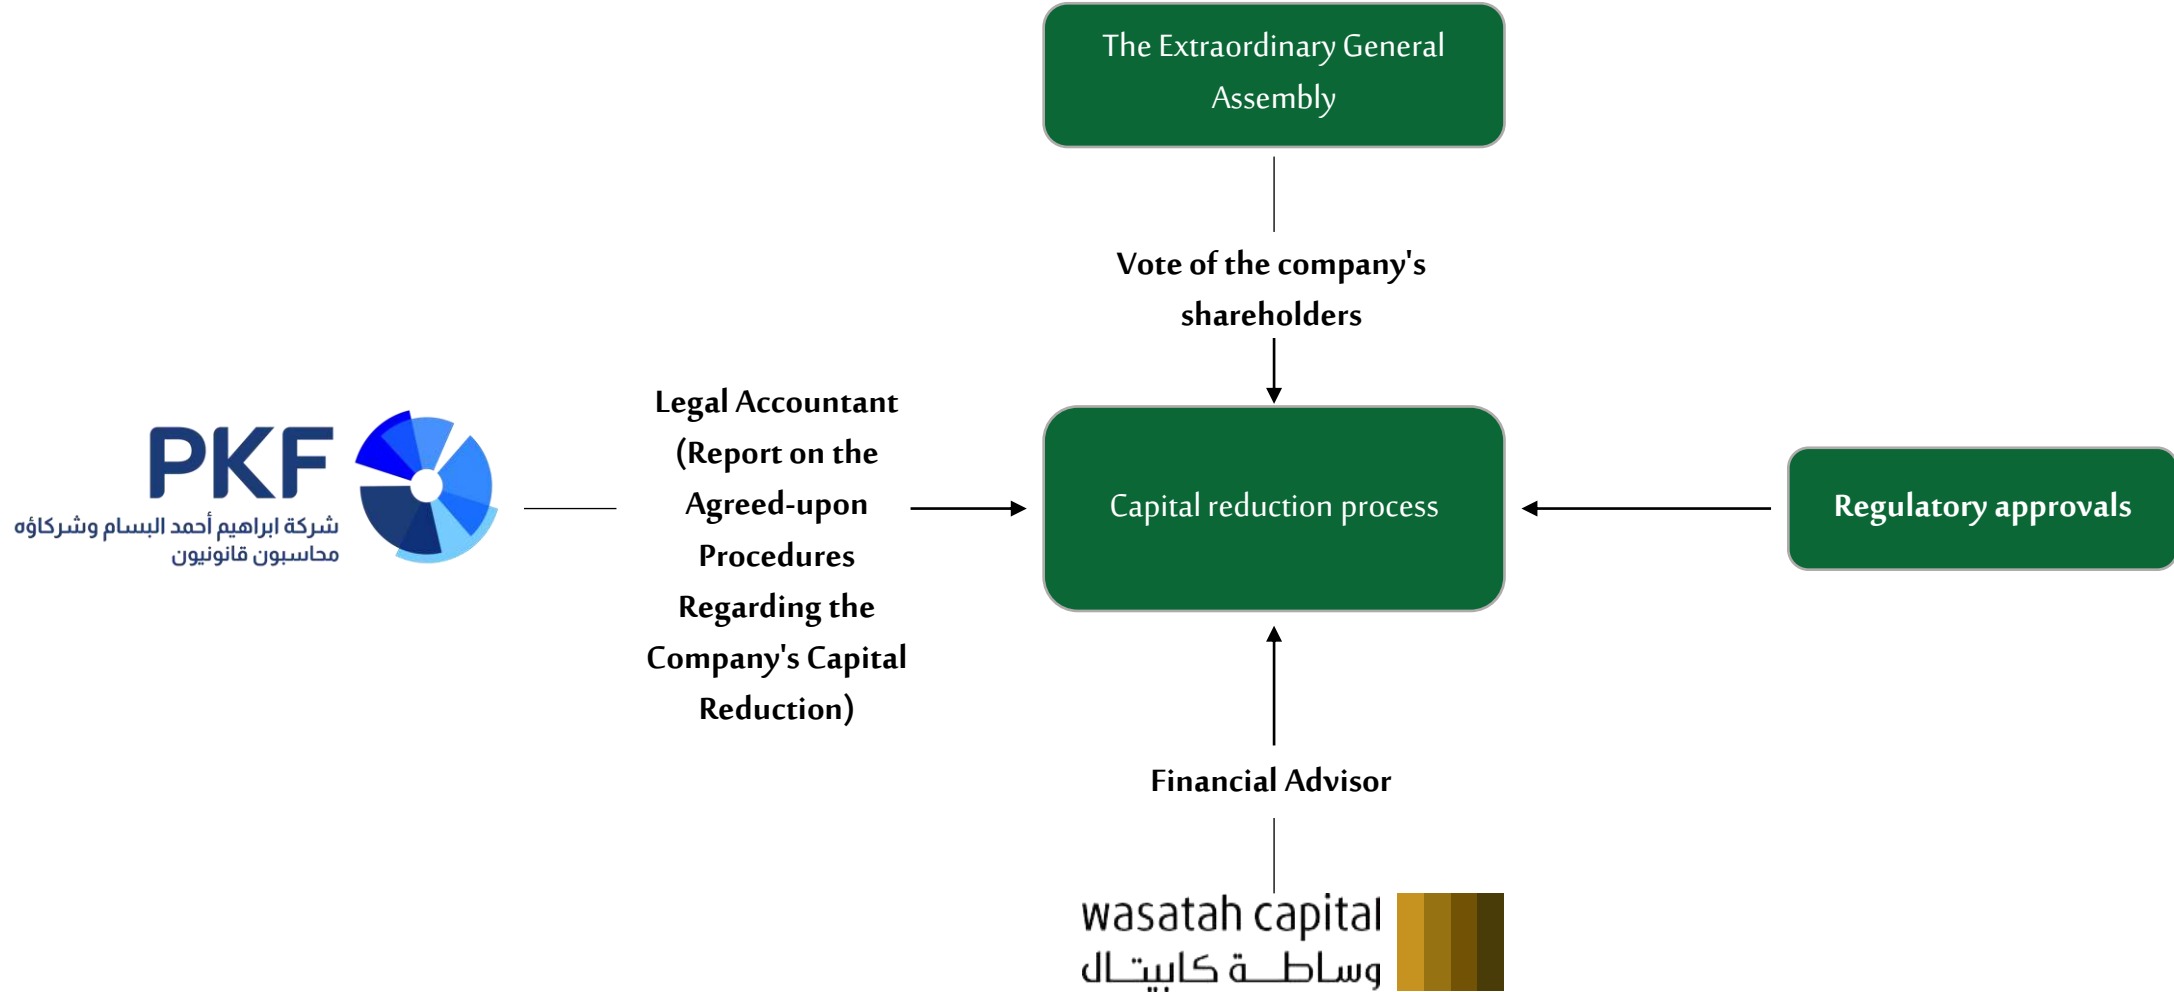 The Extraordinary General
Assembly
Vote of the company's
shareholders
Legal Accountant
(Report on the
Agreed-upon
Procedures
Regarding the
Company's Capital
Reduction)
PKF
شركة ابراهيم أحمد البسام وشركاؤه
محاسبون قانونيون
Capital reduction process
Regulatory approvals
Financial Advisor
wasatah capital
وساطة كابيتال